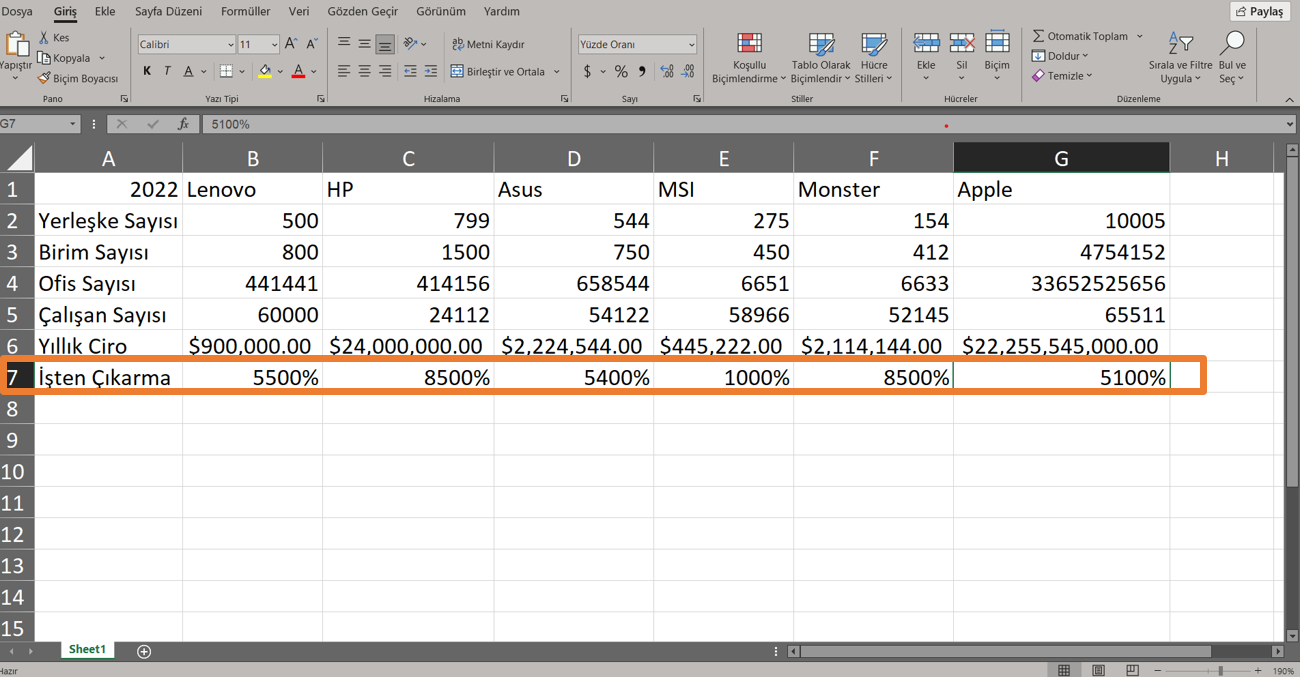 Dosya Giriş Ekle Sayfa Düzeni Formüller Veri Gözden Geçir Görünüm Yardım Paylaş
Yapıştır
Kes
Kopyala
Biçim Boyacısı
Pano
Calibri 11
K T A A
Yazı Tipi
Metni Kaydır
Birleştir ve Ortala
Hizalama
Yüzde Oranı
$ %
Sayı
Koşullu Biçimlendirme
Tablo Olarak Biçimlendir
Hücre Stilleri
Stiller
Ekle Sil Biçim
Hücreler
Otomatik Toplam
Doldur
Temizle
Sırala ve Filtre Uygula
Bul ve Seç
Düzenleme
G7 fx 5100%
A B C D E F G H
1 2022 Lenovo HP Asus MSI Monster Apple
2 Yerleşke Sayısı 500 799 544 275 154 10005
3 Birim Sayısı 800 1500 750 450 412 4754152
4 Ofis Sayısı 441441 414156 658544 6651 6633 33652525656
5 Çalışan Sayısı 60000 24112 54122 58966 52145 65511
6 Yıllık Ciro $900,000.00 $24,000,000.00 $2,224,544.00 $445,222.00 $2,114,144.00 $22,255,545,000.00
7 İşten Çıkarma 5500% 8500% 5400% 1000% 8500% 5100%
8
9
10
11
12
13
14
15
Sheet1
Hazır 190%